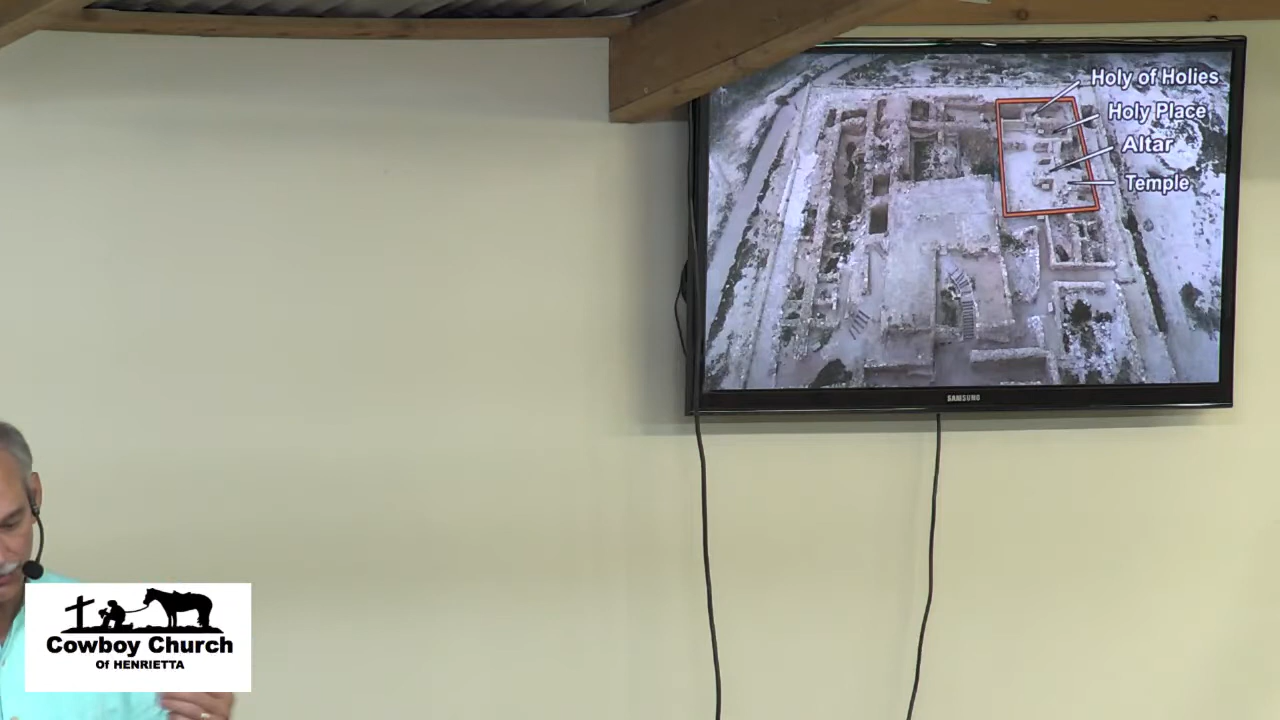 Holy of Holies
Holy Place
Altar
Temple
SAMSUNG
Cowboy Church
Of HENRIETTA